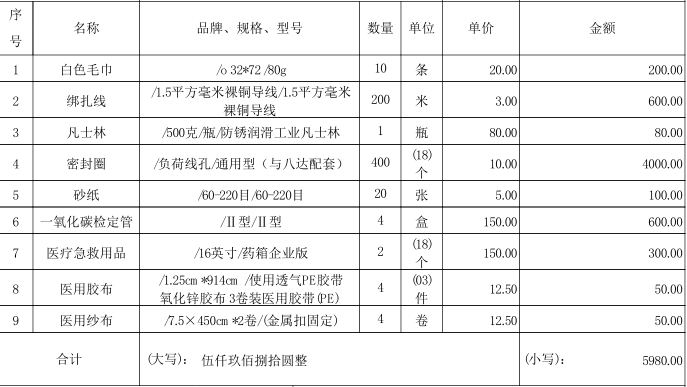 序号 名称 品牌、规格、型号 数量 单位 单价 金额
1 白色毛巾 /o 32*72 /80g 10 条 20.00 200.00
2 绑扎线 /1.5平方毫米裸铜导线/1.5平方毫米
裸铜导线 200 米 3.00 600.00
3 凡士林 /500克/瓶/防锈润滑工业凡士林 1 瓶 80.00 80.00
4 密封圈 /负荷线孔/通用型（与八达配套） 400 (18)
个 10.00 4000.00
5 砂纸 /60-220目/60-220目 20 张 5.00 100.00
6 一氧化碳检定管 /Ⅱ型/Ⅱ型 4 盒 150.00 600.00
7 医疗急救用品 /16英寸/药箱企业版 2 (18)
个 150.00 300.00
8 医用胶布 /1.25cm *914cm /使用透气PE胶带
氧化锌胶布 3卷装医用胶带(PE) 4 (03)
件 12.50 50.00
9 医用纱布 /7.5×450cm *2卷/(金属扣固定) 4 卷 12.50 50.00
合计 (大写): 伍仟玖佰捌拾圆整 (小写): 5980.00